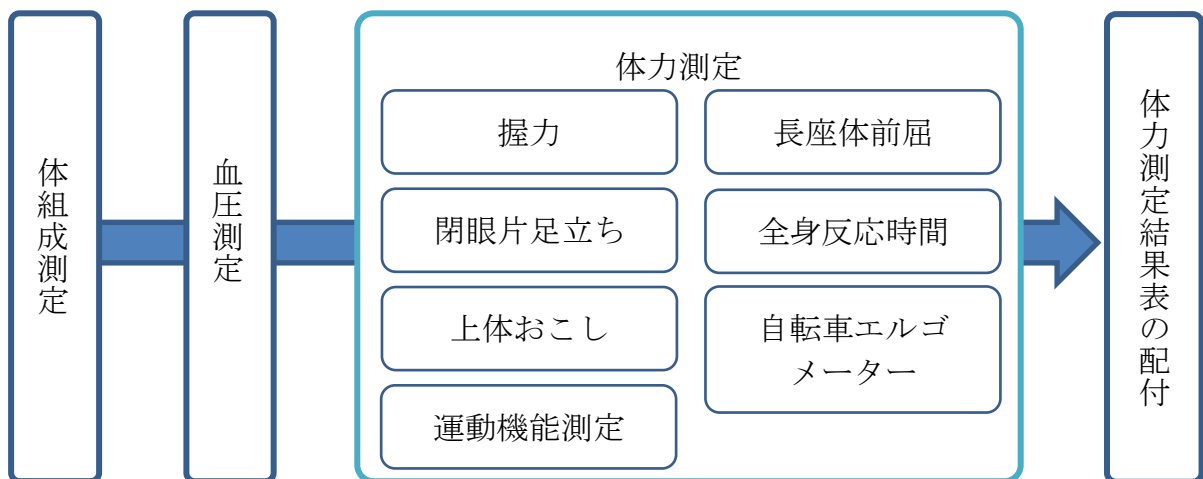 体組成測定
血圧測定
体力測定
握力
長座体前屈
閉眼片足立ち
全身反応時間
上体おこし
自転車エルゴ
メーター
運動機能測定
体力測定結果表の配付